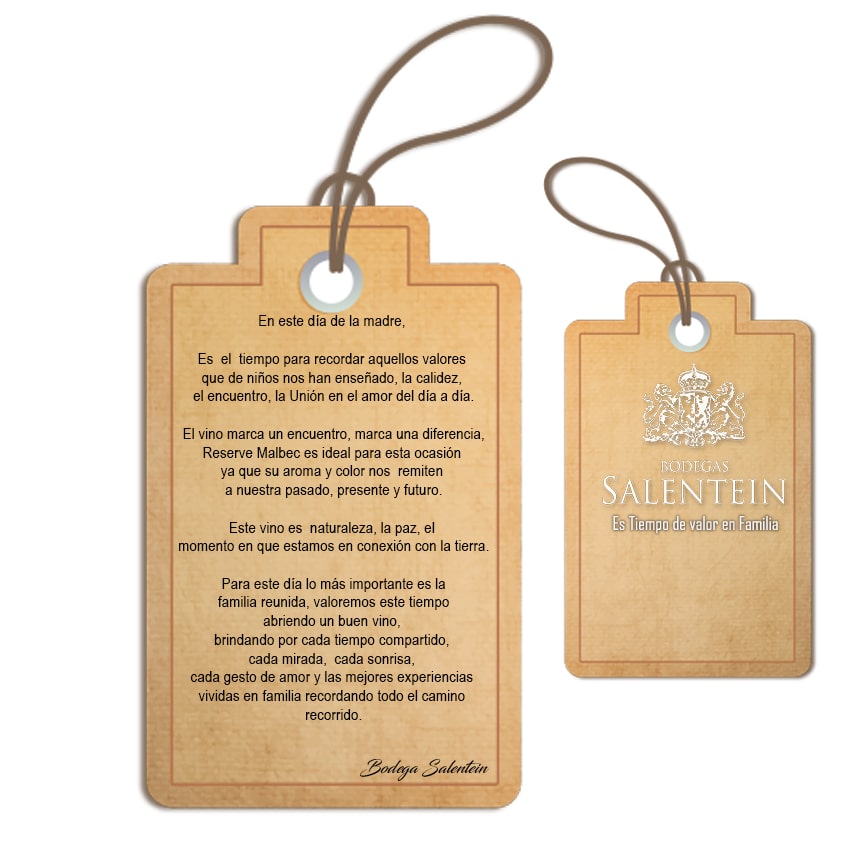 En este día de la madre,
Es el tiempo para recordar aquellos valores
que de niños nos han enseñado, la calidez,
el encuentro, la Unión en el amor del día a día.
El vino marca un encuentro, marca una diferencia,
Reserve Malbec es ideal para esta ocasión
ya que su aroma y color nos remiten
a nuestra pasado, presente y futuro.
Este vino es naturaleza, la paz, el
momento en que estamos en conexión con la tierra.
Para este día lo más importante es la
familia reunida, valoremos este tiempo
abriendo un buen vino,
brindando por cada tiempo compartido,
cada mirada, cada sonrisa,
cada gesto de amor y las mejores experiencias
vividas en familia recordando todo el camino
recorrido.
Bodega Salentein
BODEGAS
SALENTEIN
Es Tiempo de valor en Familia